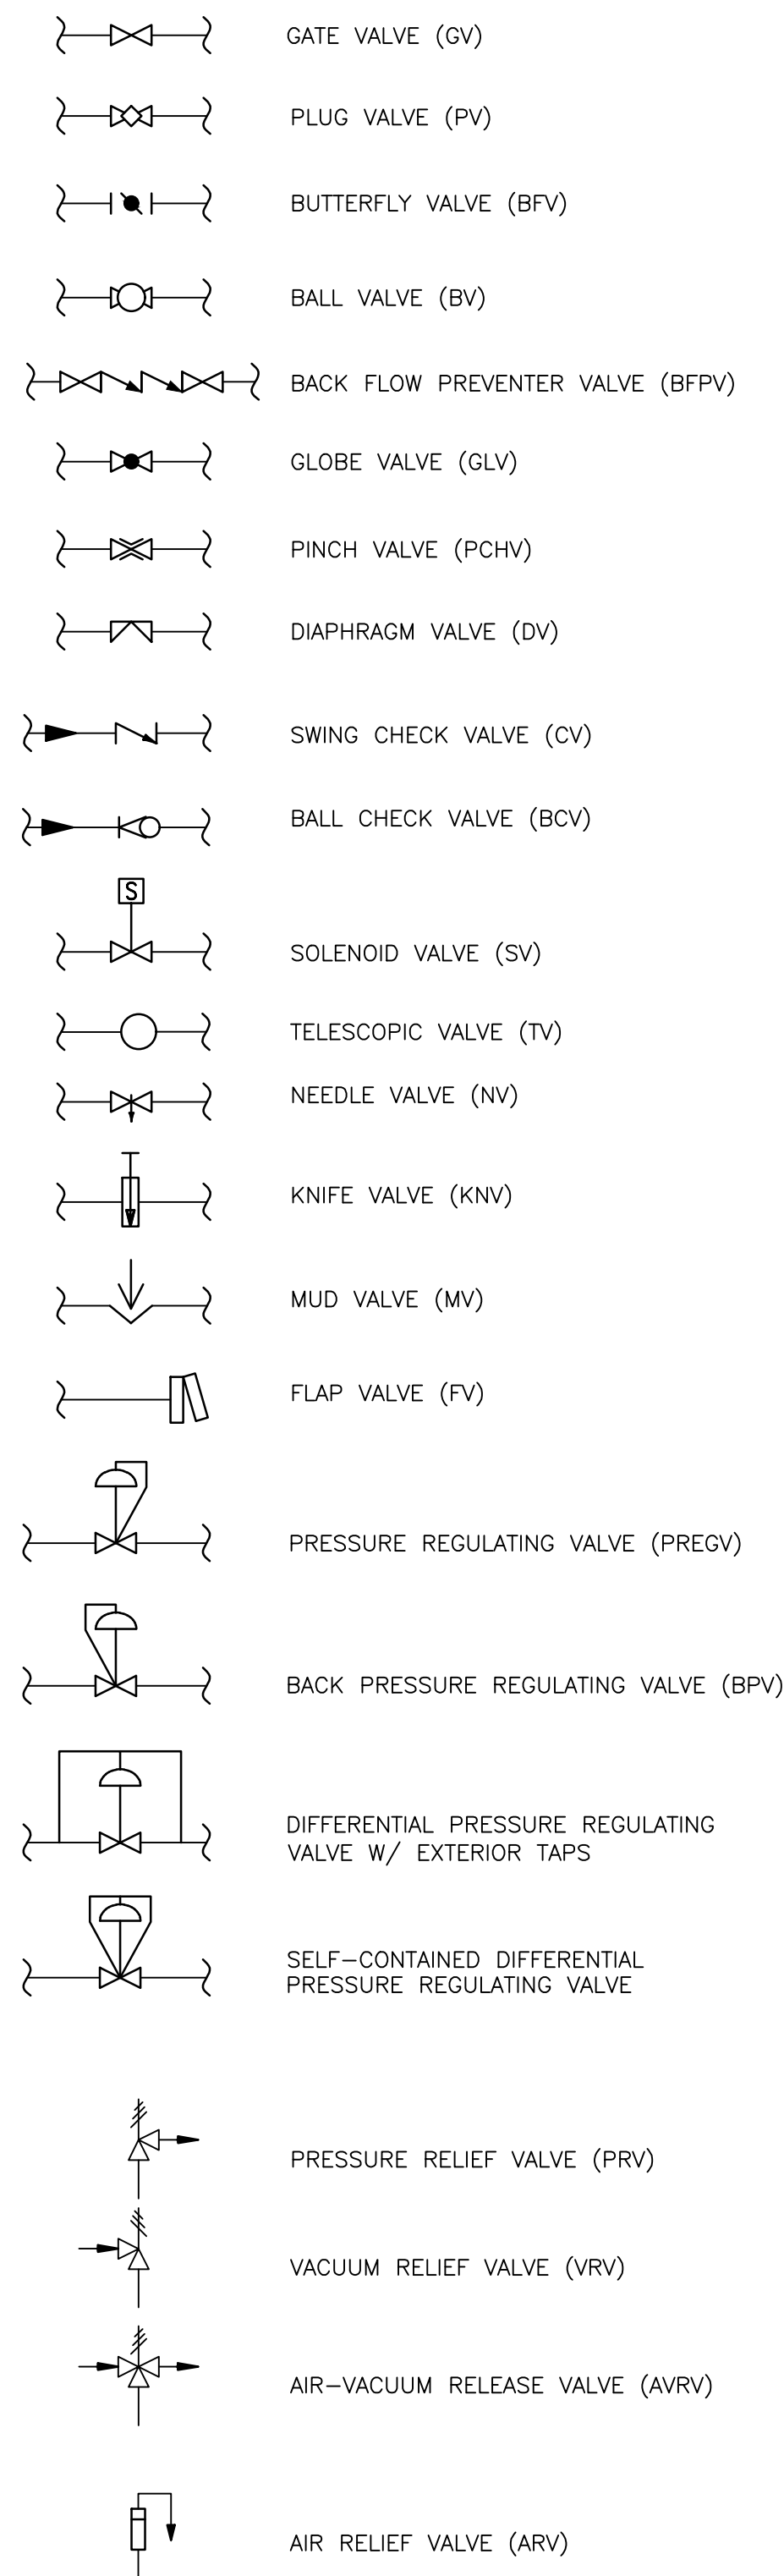 GATE VALVE (GV)
PLUG VALVE (PV)
BUTTERFLY VALVE (BFV)
BALL VALVE (BV)
BACK FLOW PREVENTER VALVE (BFPV)
GLOBE VALVE (GLV)
PINCH VALVE (PCHV)
DIAPHRAGM VALVE (DV)
SWING CHECK VALVE (CV)
BALL CHECK VALVE (BCV)
S
SOLENOID VALVE (SV)
TELESCOPIC VALVE (TV)
NEEDLE VALVE (NV)
KNIFE VALVE (KNV)
MUD VALVE (MV)
FLAP VALVE (FV)
PRESSURE REGULATING VALVE (PREGV)
BACK PRESSURE REGULATING VALVE (BPV)
DIFFERENTIAL PRESSURE REGULATING
VALVE W/ EXTERIOR TAPS
SELF-CONTAINED DIFFERENTIAL
PRESSURE REGULATING VALVE
PRESSURE RELIEF VALVE (PRV)
VACUUM RELIEF VALVE (VRV)
AIR-VACUUM RELEASE VALVE (AVRV)
AIR RELIEF VALVE (ARV)